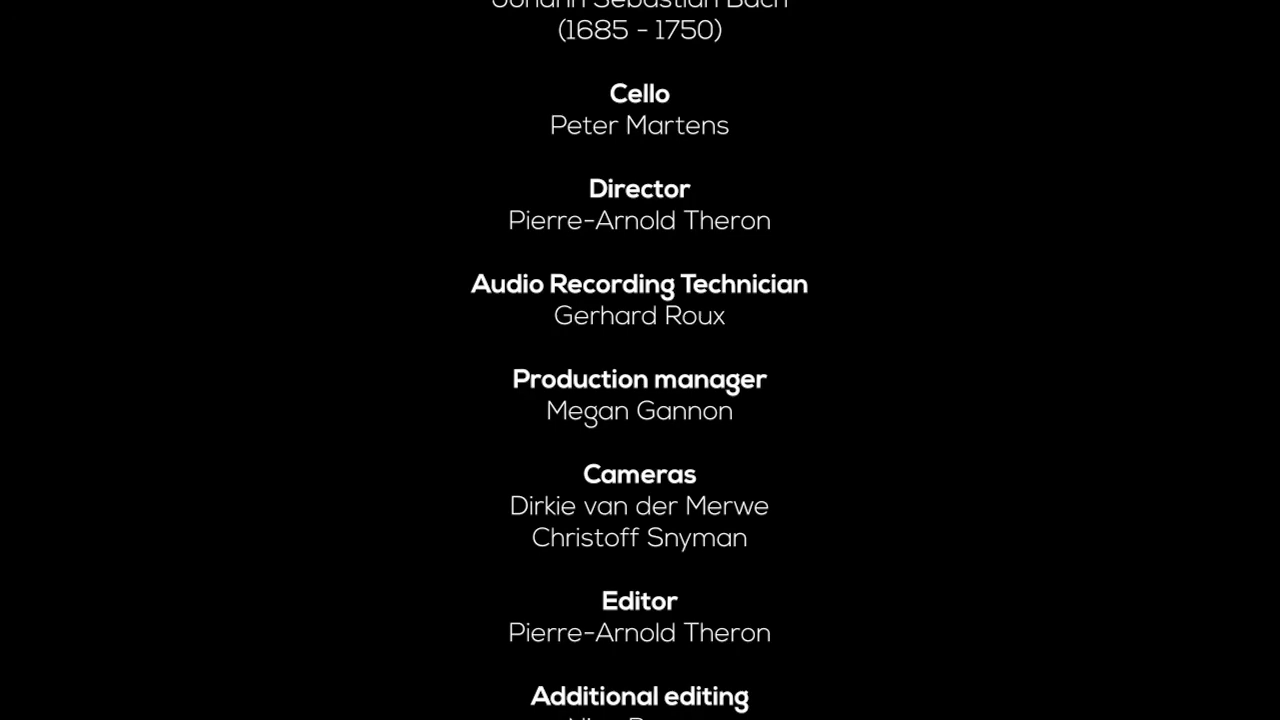 Johann Sebastian Bach
(1685 - 1750)
Cello
Peter Martens
Director
Pierre-Arnold Theron
Audio Recording Technician
Gerhard Roux
Production manager
Megan Gannon
Cameras
Dirkie van der Merwe
Christoff Snyman
Editor
Pierre-Arnold Theron
Additional editing